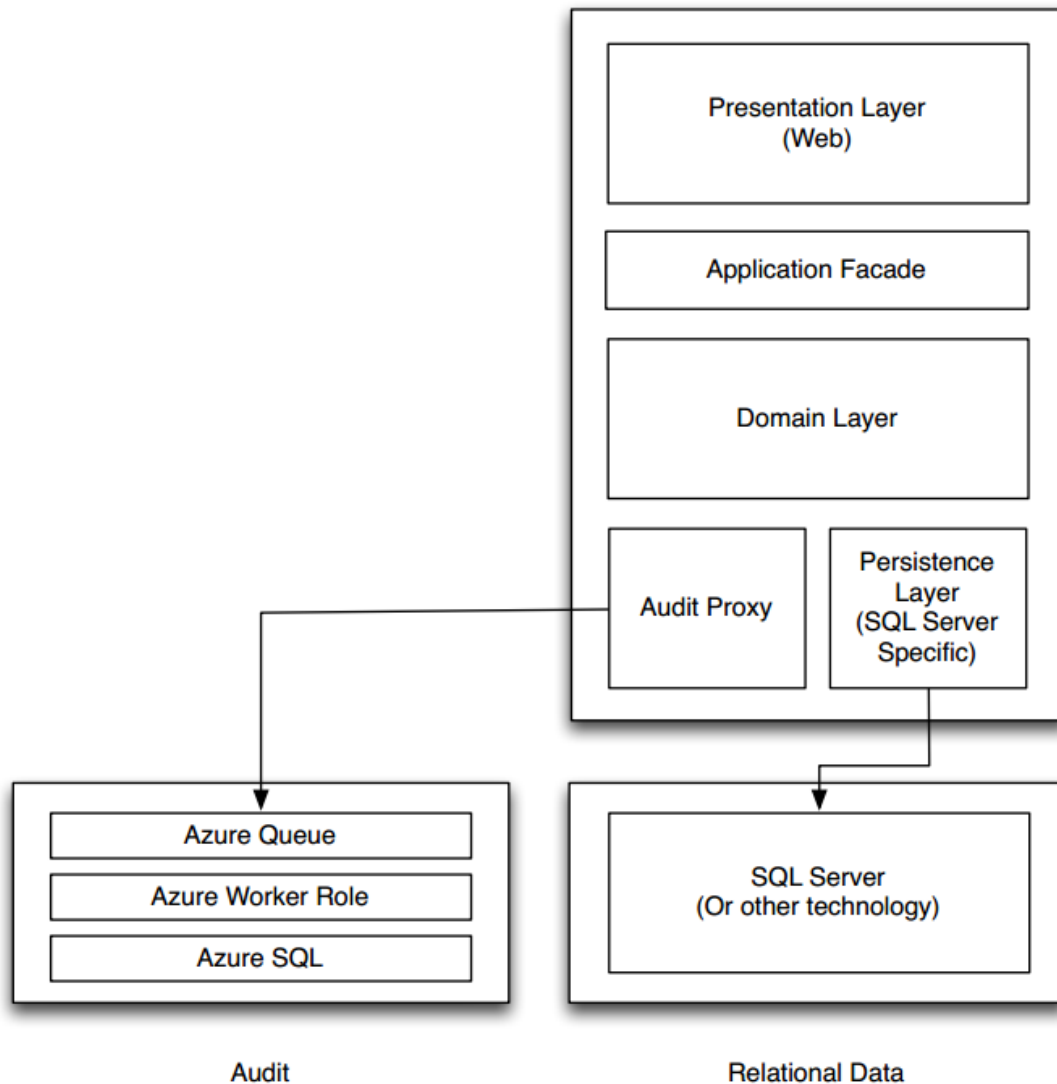 Presentation Layer
(Web)
Application Facade
Domain Layer
Audit Proxy
Persistence
Layer
(SQL Server
Specific)
Azure Queue
Azure Worker Role
Azure SQL
SQL Server
(Or other technology)
Audit
Relational Data